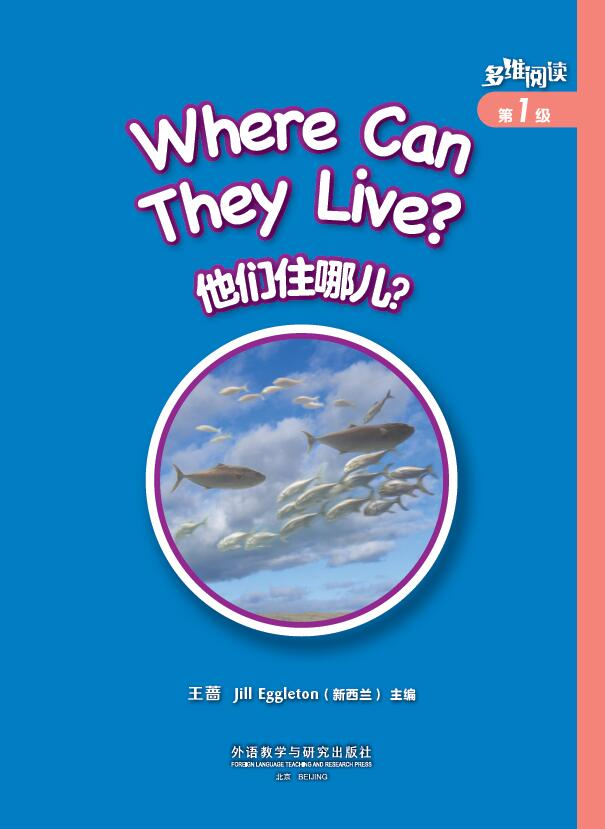 多维阅读
第1级
Where Can
They Live?
他们住哪儿?
王蔷 Jill Eggleton (新西兰) 主编
外语教学与研究出版社
FOREIGN LANGUAGE TEACHING AND RESEARCH PRESS
北京 BEIJING